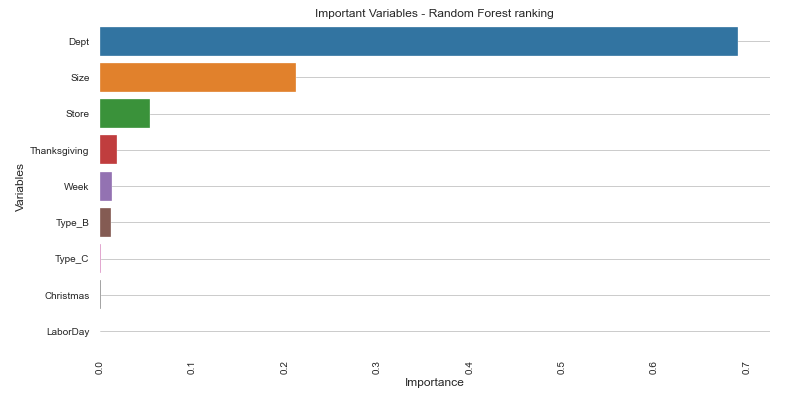 Important Variables - Random Forest ranking
Dept
Size
Store
Thanksgiving
Week
Type_B
Type_C
Christmas
LaborDay
Variables
0.0
0.1
0.2
0.3
0.4
0.5
0.6
0.7
Importance